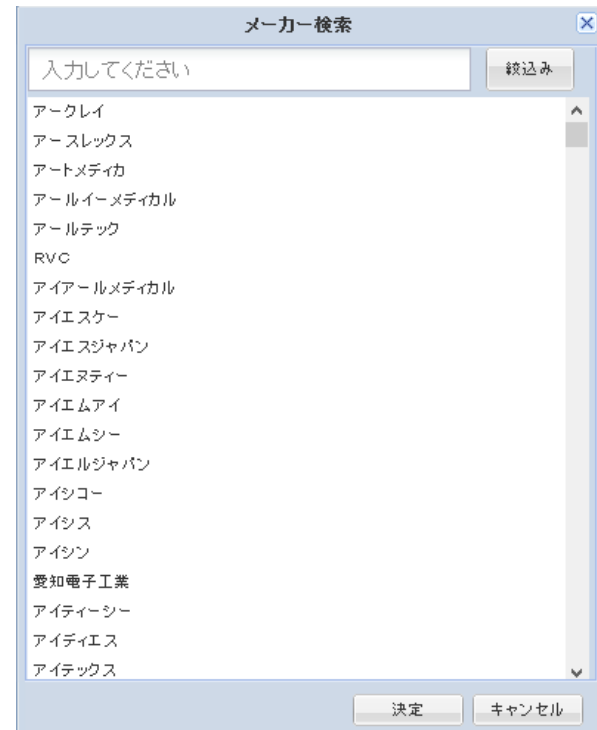 メーカー検索
入力してください
絞込み
アークレイ
アースレックス
アートメディカ
アールイーメディカル
アールテック
RVC
アイアールメディカル
アイエスケー
アイエスジャパン
アイエヌティー
アイエムアイ
アイエムシー
アイエルジャパン
アイシコー
アイシス
アイシン
愛知電子工業
アイティーシー
アイディエス
アイテックス
決定
キャンセル